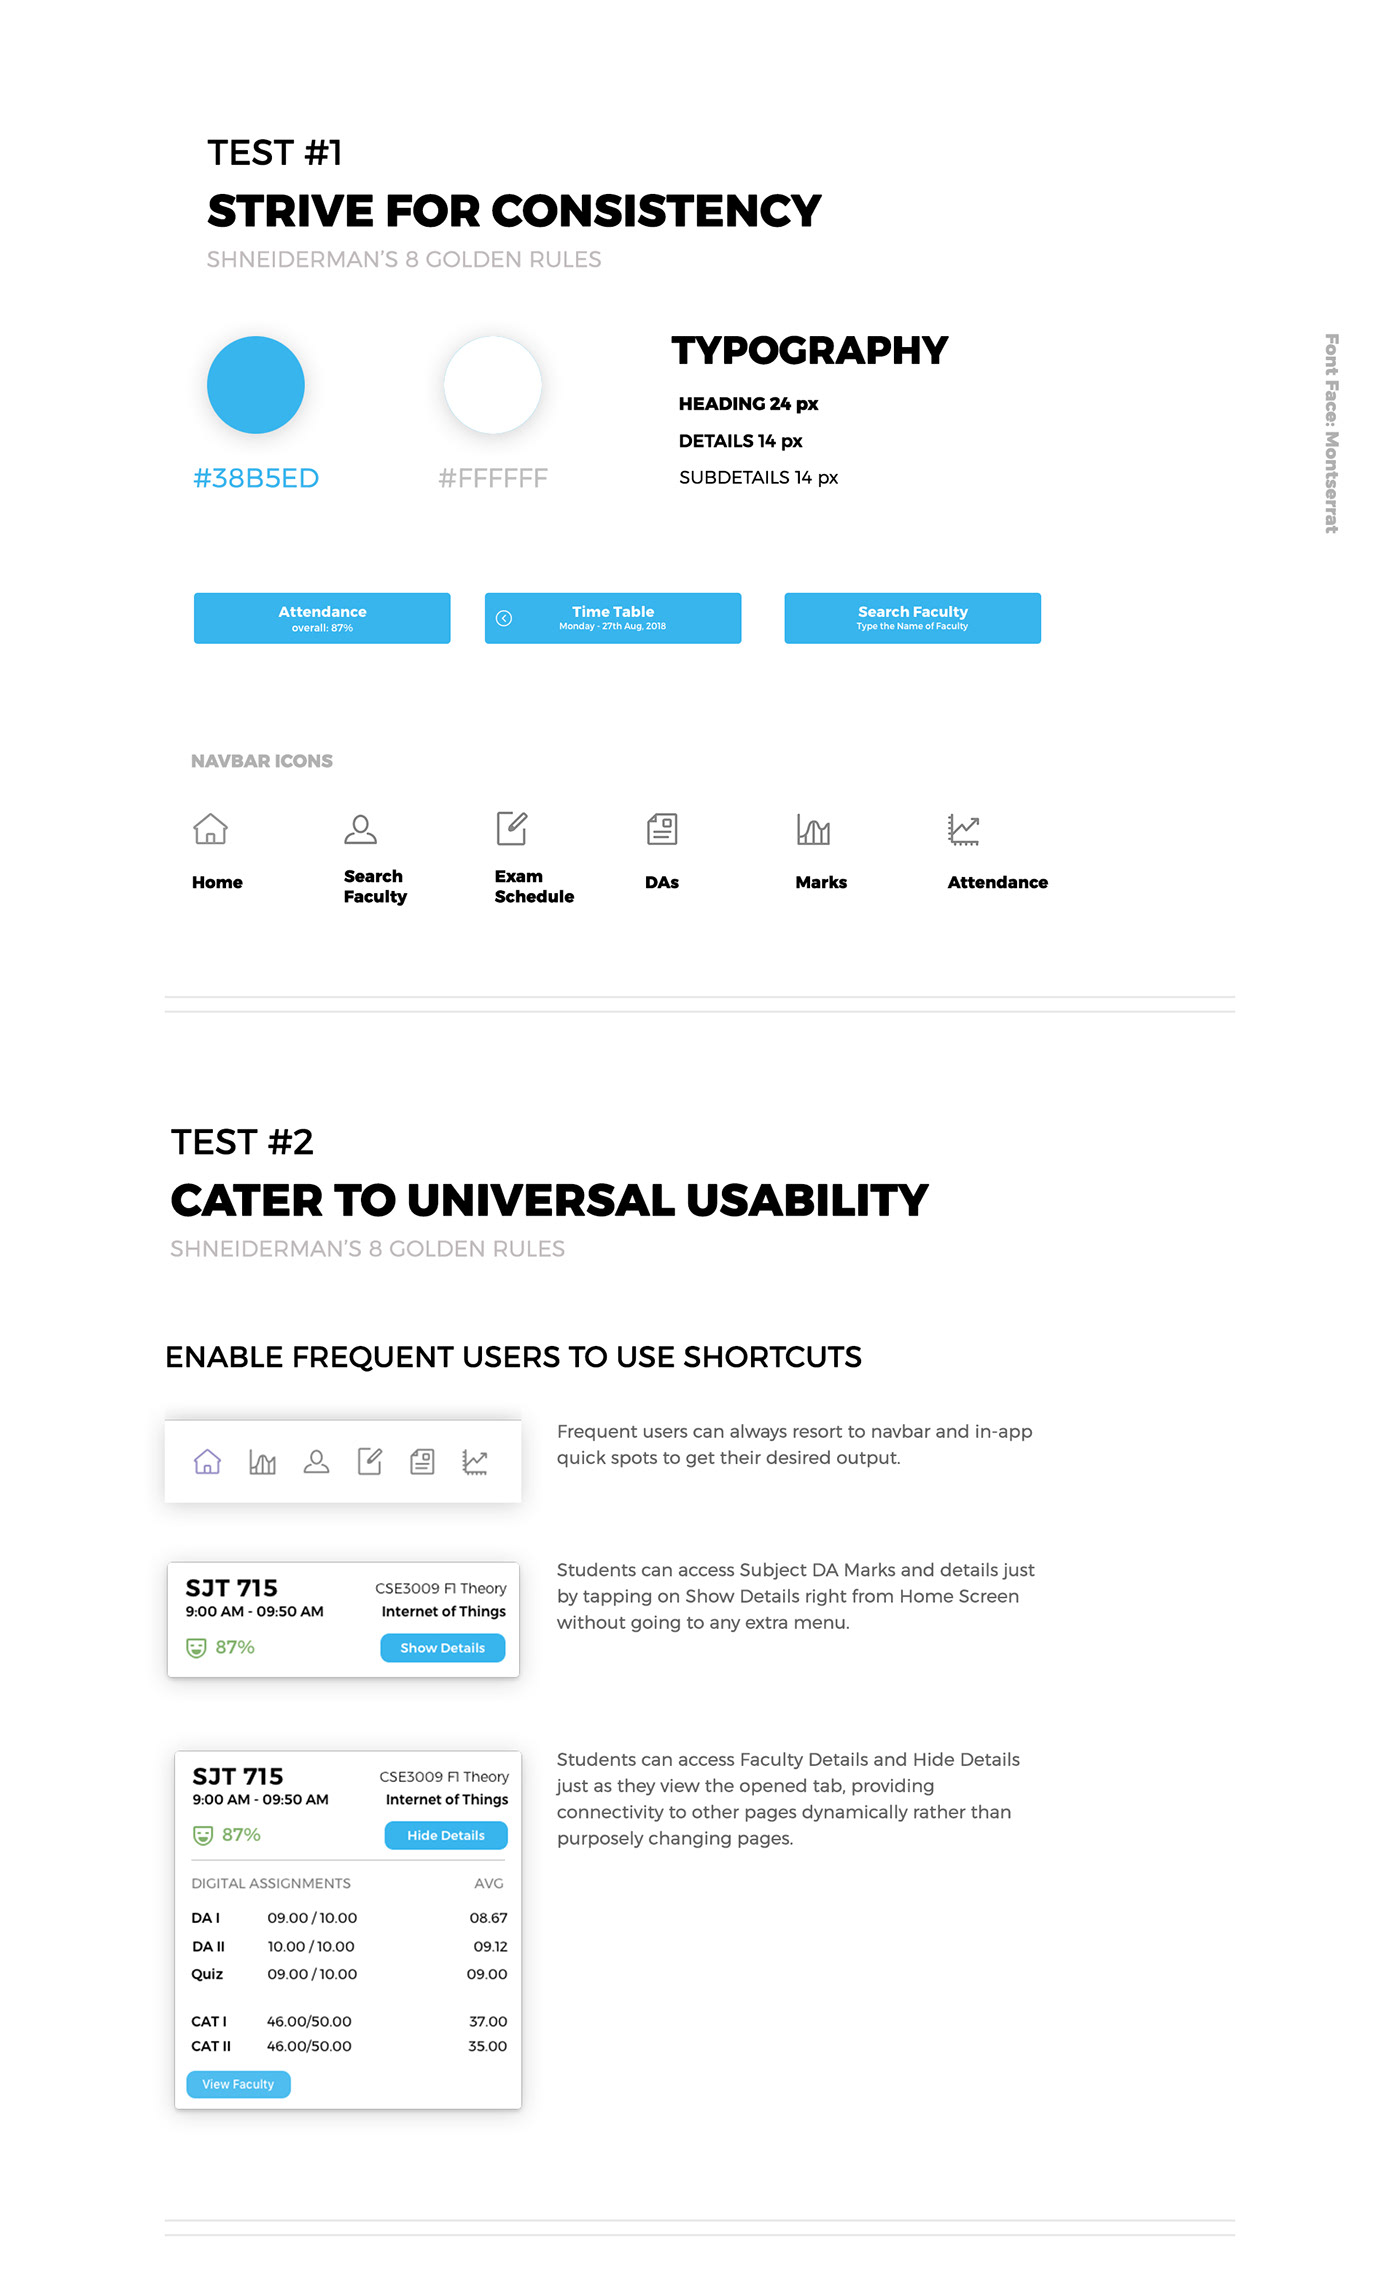 TEST #1
STRIVE FOR CONSISTENCY
SHNEIDERMAN'S 8 GOLDEN RULES
#38B5ED
#FFFFFF
TYPOGRAPHY
HEADING 24 px
DETAILS 14 px
SUBDETAILS 14 px
Font Face: Montserrat
Attendance
overall: 87%
Time Table
Monday - 27th Aug, 2018
Search Faculty
Type the Name of Faculty
NAVBAR ICONS
Home
Search
Faculty
Exam
Schedule
DAs
Marks
Attendance
TEST #2
CATER TO UNIVERSAL USABILITY
SHNEIDERMAN'S 8 GOLDEN RULES
ENABLE FREQUENT USERS TO USE SHORTCUTS
Frequent users can always resort to navbar and in-app
quick spots to get their desired output.
SJT 715
CSE3009 F1 Theory
9:00 AM - 09:50 AM
Internet of Things
87%
Show Details
Students can access Subject DA Marks and details just
by tapping on Show Details right from Home Screen
without going to any extra menu.
SJT 715
CSE3009 F1 Theory
9:00 AM - 09:50 AM
Internet of Things
87%
Hide Details
DIGITAL ASSIGNMENTS AVG
DA I 09.00 / 10.00 08.67
DA II 10.00 / 10.00 09.12
Quiz 09.00 / 10.00 09.00
CAT I 46.00/50.00 37.00
CAT II 46.00/50.00 35.00
View Faculty
Students can access Faculty Details and Hide Details
just as they view the opened tab, providing
connectivity to other pages dynamically rather than
purposely changing pages.